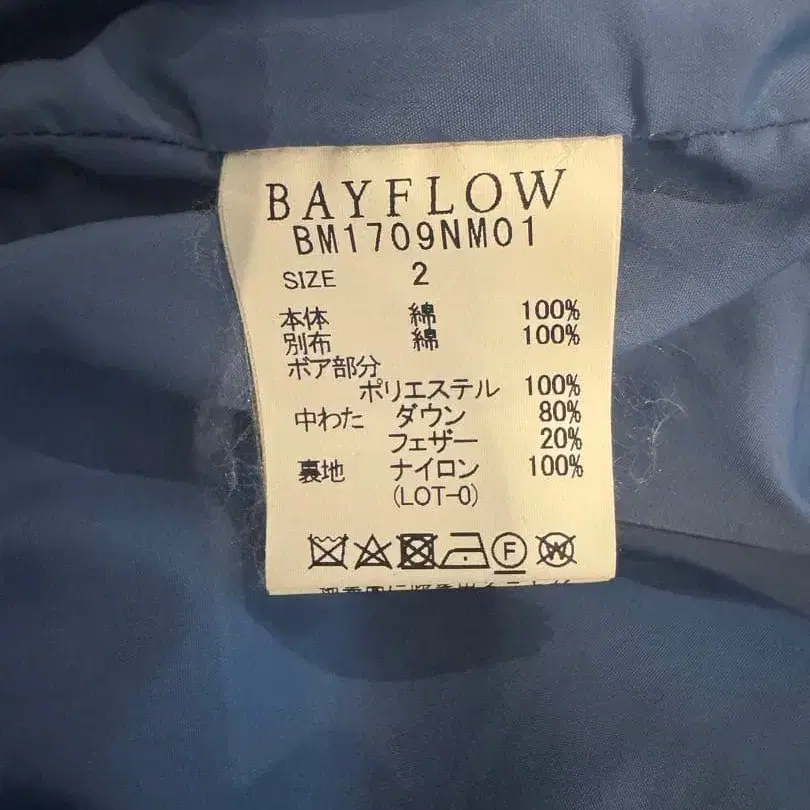 BAYFLOW
BM1709NM01
SIZE 2
本体 綿 100%
別布 綿 100%
ボア部分
ポリエステル 100%
中わた ダウン 80%
フェザー 20%
裏地 ナイロン 100%
(LOT-0)
F W